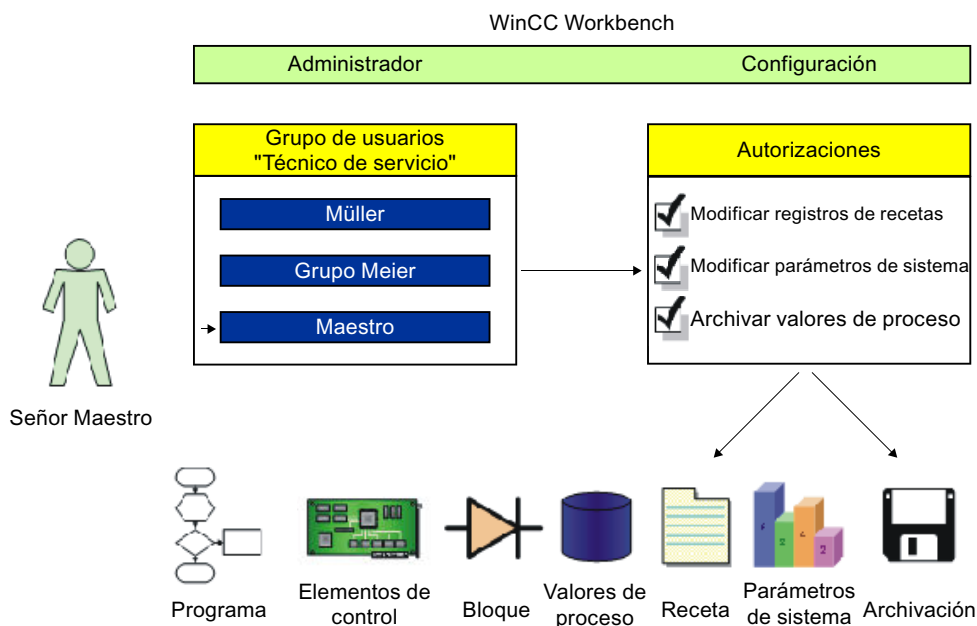 WinCC Workbench
Administrador
Configuración
Grupo de usuarios
"Técnico de servicio"
Autorizaciones
Müller
Grupo Meier
Maestro
Modificar registros de recetas
Modificar parámetros de sistema
Archivar valores de proceso
Señor Maestro
Programa
Elementos de
control
Bloque
Valores de
proceso
Receta
Parámetros
de sistema
Archivación